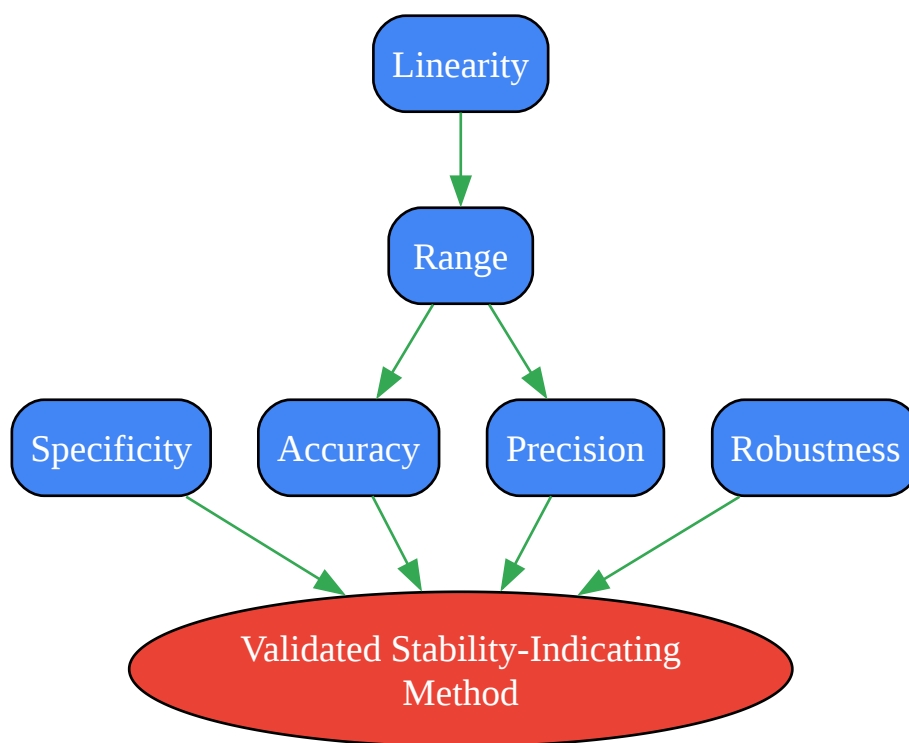 Linearity
Range
Specificity
Accuracy
Precision
Robustness
Validated Stability-Indicating
Method